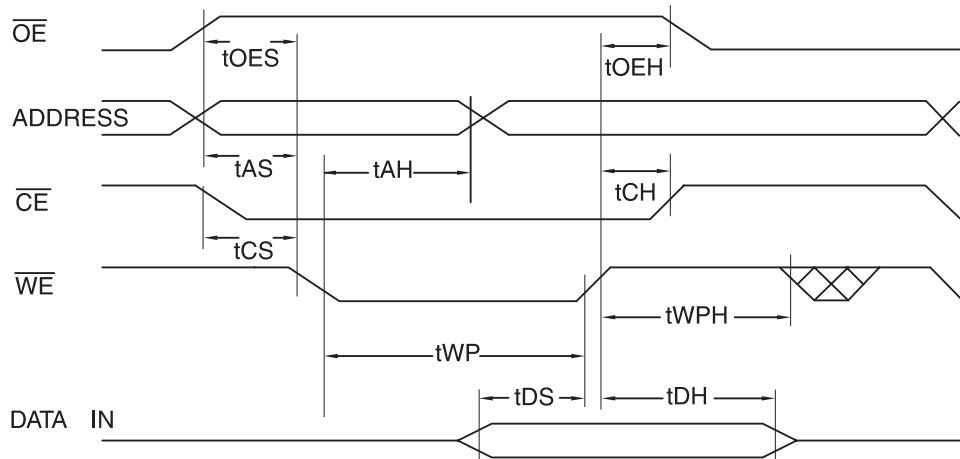 OE
tOES
tOEH
ADDRESS
tAS
tAH
tCH
CE
tCS
WE
tWPH
tWP
tDS
tDH
DATA IN